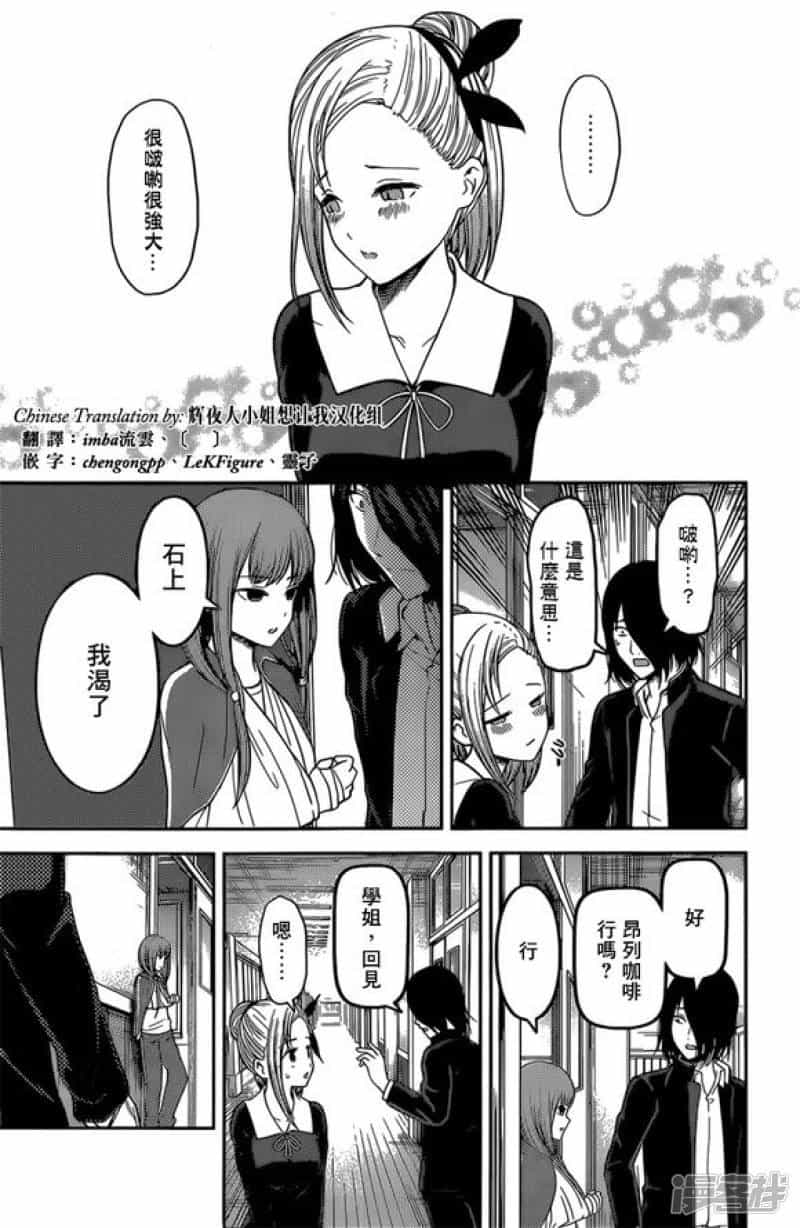 ………
很啵喲很強大…
Chinese Translation by: 辉夜大小姐想让我汉化组
翻 譯：imba流雲、〔 〕
嵌 字：chengongpp、LeKFigure、靈子
啵喲…？
這是
什麼意思…
石上
我渴了
好
昂列咖啡
行嗎？
行
學姐，回見
嗯……
漫客栈